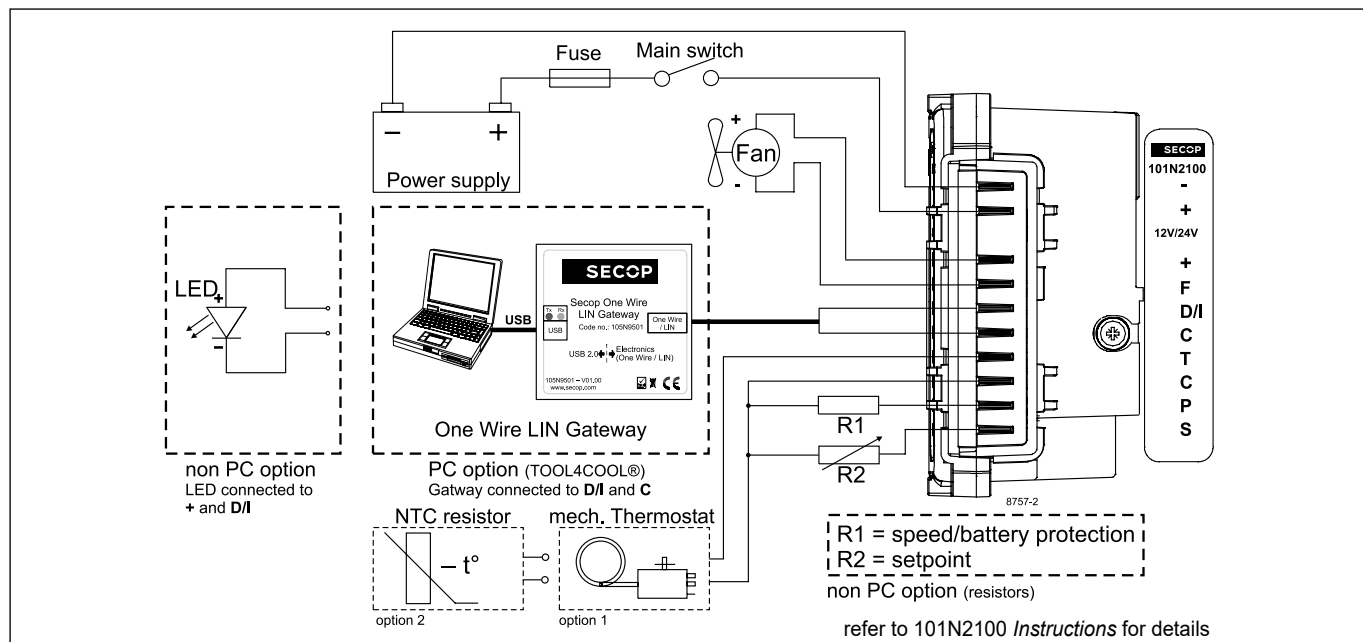 Fuse
Main switch
− +
Power supply
+
Fan
-
SECOP
101N2100
-
+
12V/24V
+
F
D/I
C
T
C
P
S
LED
+
-
non PC option
LED connected to
+ and D/I
USB
SECOP
Secop One Wire
LIN Gateway
Code no.: 105N9501
Tx Rx
USB
One Wire
/ LIN
USB 2.0 Electronics
(One Wire / LIN)
105N9501 – V01,00
www.secop.com
CE
One Wire LIN Gateway
PC option (TOOL4COOL®)
Gatway connected to D/I and C
R1
R2
8757-2
NTC resistor
– t°
option 2
mech. Thermostat
option 1
R1 = speed/battery protection
R2 = setpoint
non PC option (resistors)
refer to 101N2100 Instructions for details